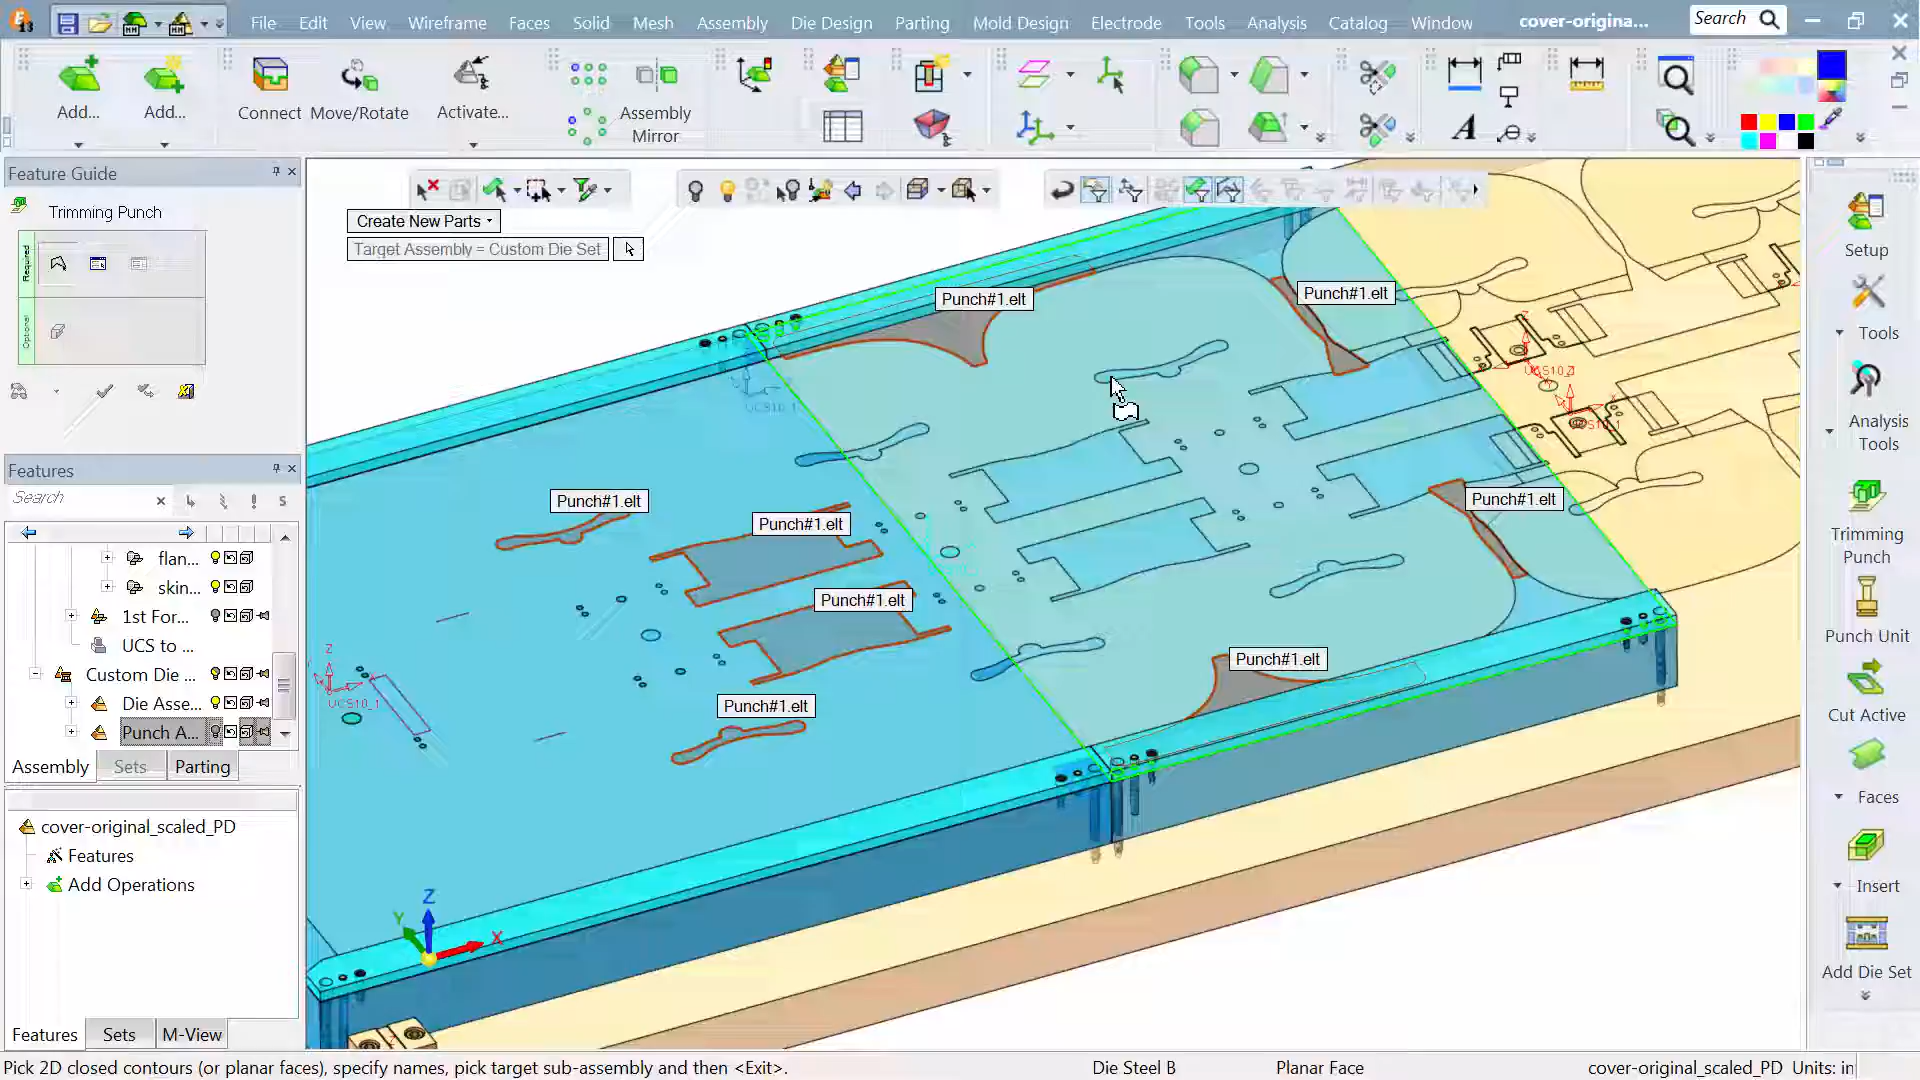 File Edit View Wireframe Faces Solid Mesh Assembly Die Design Parting Mold Design Electrode Tools Analysis Catalog Window cover-origina... Search
Add... Add... Connect Move/Rotate Activate... Assembly Mirror
Feature Guide
Trimming Punch
Required
Optional
Create New Parts
Target Assembly = Custom Die Set
Punch#1.elt
Punch#1.elt
Punch#1.elt
Punch#1.elt
Punch#1.elt
Punch#1.elt
Punch#1.elt
Punch#1.elt
UCS10_1
UCS10_1
Z
Z
Y
X
Features
Search
S
flan...
skin...
1st For...
UCS to ...
Custom Die ...
Die Asse...
Punch A...
Assembly Sets Parting
cover-original_scaled_PD
Features
Add Operations
Features Sets M-View
Setup
Tools
Analysis Tools
Trimming Punch
Punch Unit
Cut Active
Faces
Insert
Add Die Set
Pick 2D closed contours (or planar faces), specify names, pick target sub-assembly and then <Exit>. Die Steel B Planar Face cover-original_scaled_PD Units: in